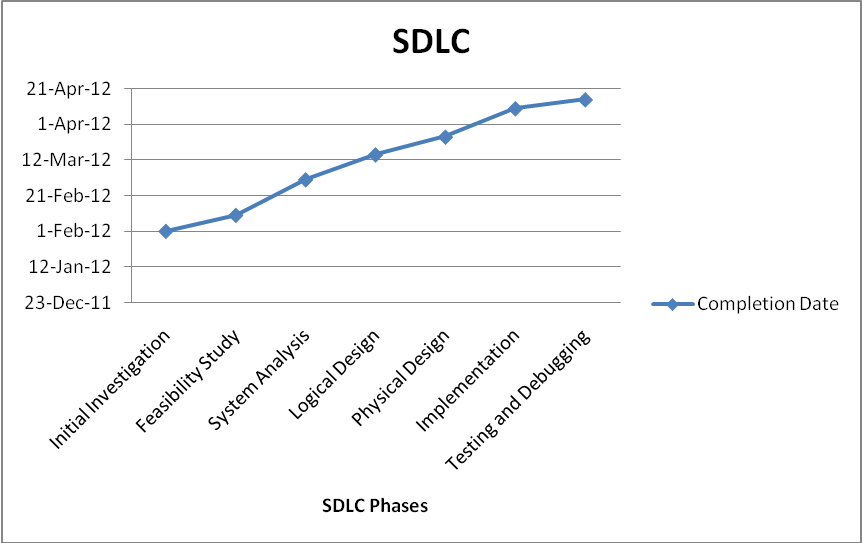 SDLC
21-Apr-12
1-Apr-12
12-Mar-12
21-Feb-12
1-Feb-12
12-Jan-12
23-Dec-11
Completion Date
Initial Investigation
Feasibility Study
System Analysis
Logical Design
Physical Design
Implementation
Testing and Debugging
SDLC Phases